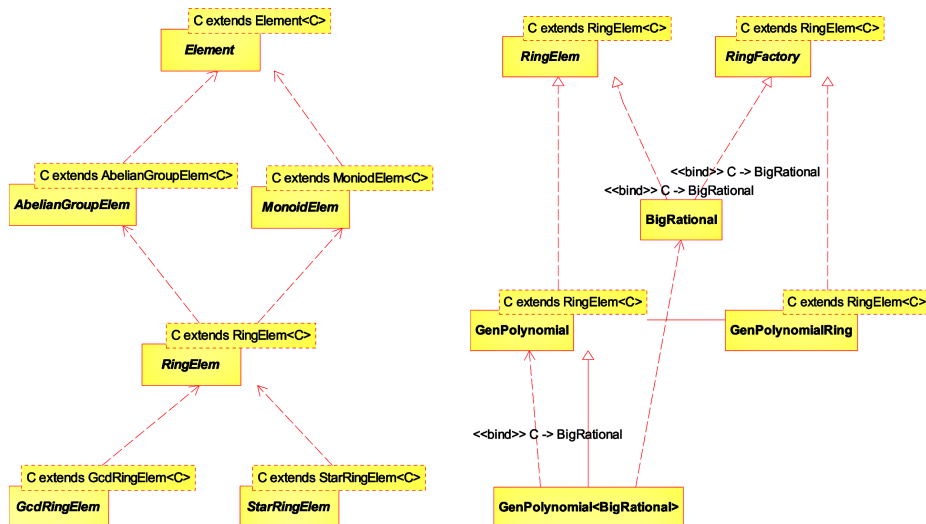 C extends Element<C>
Element
C extends AbelianGroupElem<C>
AbelianGroupElem
C extends MoniodElem<C>
MonoidElem
C extends RingElem<C>
RingElem
C extends GcdRingElem<C>
GcdRingElem
C extends StarRingElem<C>
StarRingElem
C extends RingElem<C>
RingElem
C extends RingElem<C>
RingFactory
<<bind>> C -> BigRational
<<bind>> C -> BigRational
BigRational
C extends RingElem<C>
GenPolynomial
C extends RingElem<C>
GenPolynomialRing
<<bind>> C -> BigRational
GenPolynomial<BigRational>